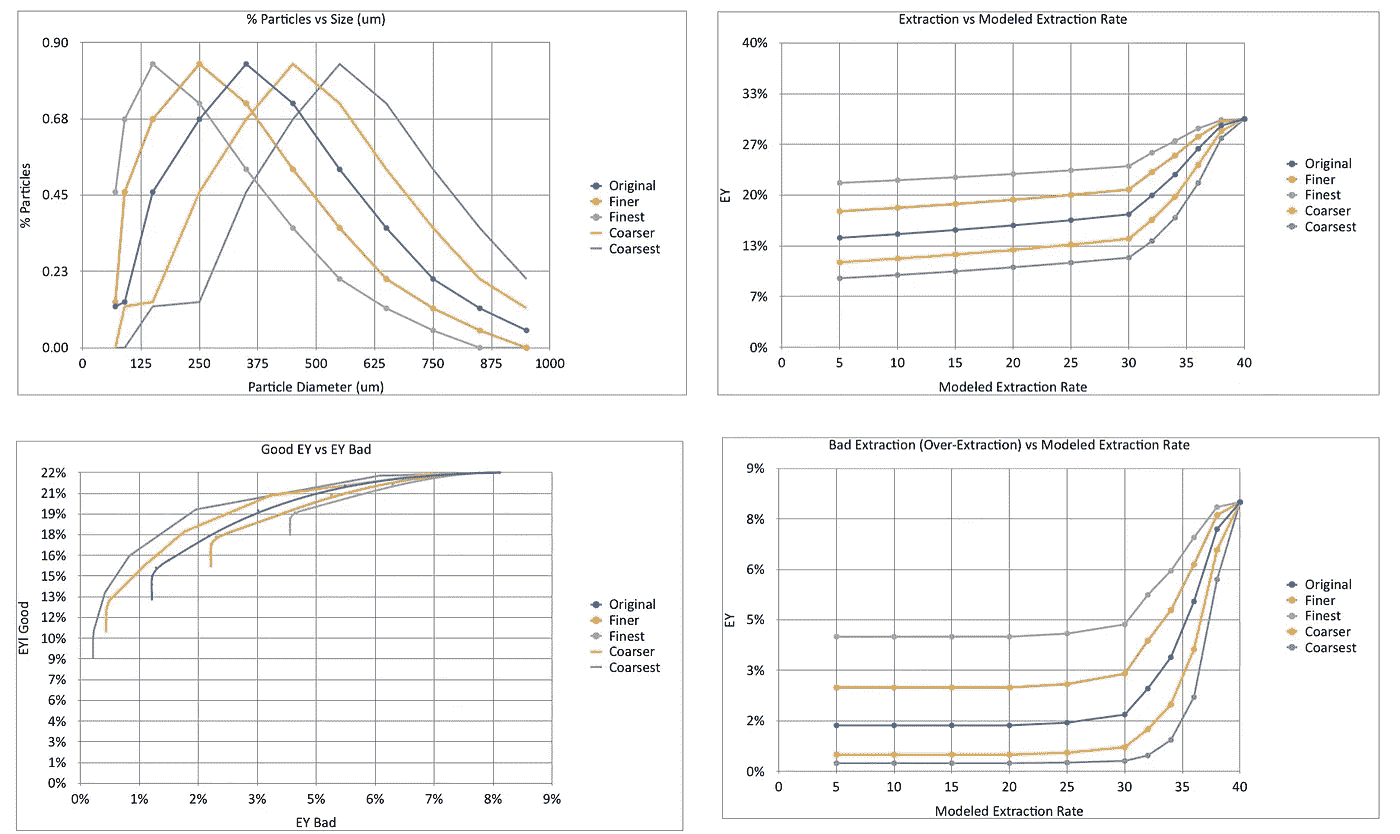 % Particles vs Size (um)
0.90
0.68
0.45
0.23
0.00
% Particles
0 125 250 375 500 625 750 875 1000
Particle Diameter (um)
Original
Finer
Finest
Coarser
Coarsest
Extraction vs Modeled Extraction Rate
40%
33%
27%
20%
13%
7%
0%
EY
0 5 10 15 20 25 30 35 40
Modeled Extraction Rate
Original
Finer
Finest
Coarser
Coarsest
Good EY vs EY Bad
22%
21%
19%
18%
16%
15%
13%
12%
10%
9%
7%
6%
4%
3%
1%
0%
EYI Good
0% 1% 2% 3% 4% 5% 6% 7% 8% 9%
EY Bad
Original
Finer
Finest
Coarser
Coarsest
Bad Extraction (Over-Extraction) vs Modeled Extraction Rate
9%
8%
6%
5%
3%
2%
0%
EY
0 5 10 15 20 25 30 35 40
Modeled Extraction Rate
Original
Finer
Finest
Coarser
Coarsest